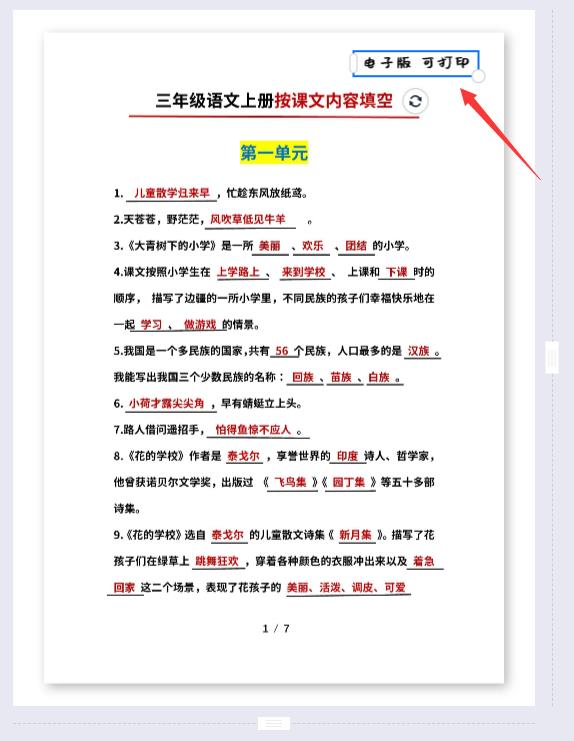 电子版 可打印
三年级语文上册按课文内容填空
第一单元
1. 儿童散学归来早，忙趁东风放纸鸢。
2.天苍苍，野茫茫，风吹草低见牛羊 。
3.《大青树下的小学》是一所 美丽 、欢乐 、团结 的小学。
4.课文按照小学生在 上学路上 、 来到学校 、 上课和 下课 时的
顺序， 描写了边疆的一所小学里，不同民族的孩子们幸福快乐地在
一起 学习 、 做游戏 的情景。
5.我国是一个多民族的国家,共有 56 个民族，人口最多的是 汉族 。
我能写出我国三个少数民族的名称： 回族 、苗族 、白族 。
6. 小荷才露尖尖角 ，早有蜻蜓立上头。
7.路人借问遥招手， 怕得鱼惊不应人 。
8.《花的学校》作者是 泰戈尔 ，享誉世界的 印度 诗人、哲学家，
他曾获诺贝尔文学奖，出版过 《 飞鸟集 》《 园丁集 》等五十多部
诗集。
9.《花的学校》选自 泰戈尔 的儿童散文诗集《 新月集 》。描写了花
孩子们在绿草上 跳舞狂欢 ，穿着各种颜色的衣服冲出来以及 着急
回家 这二个场景，表现了花孩子的 美丽、活泼、调皮、可爱
1 / 7